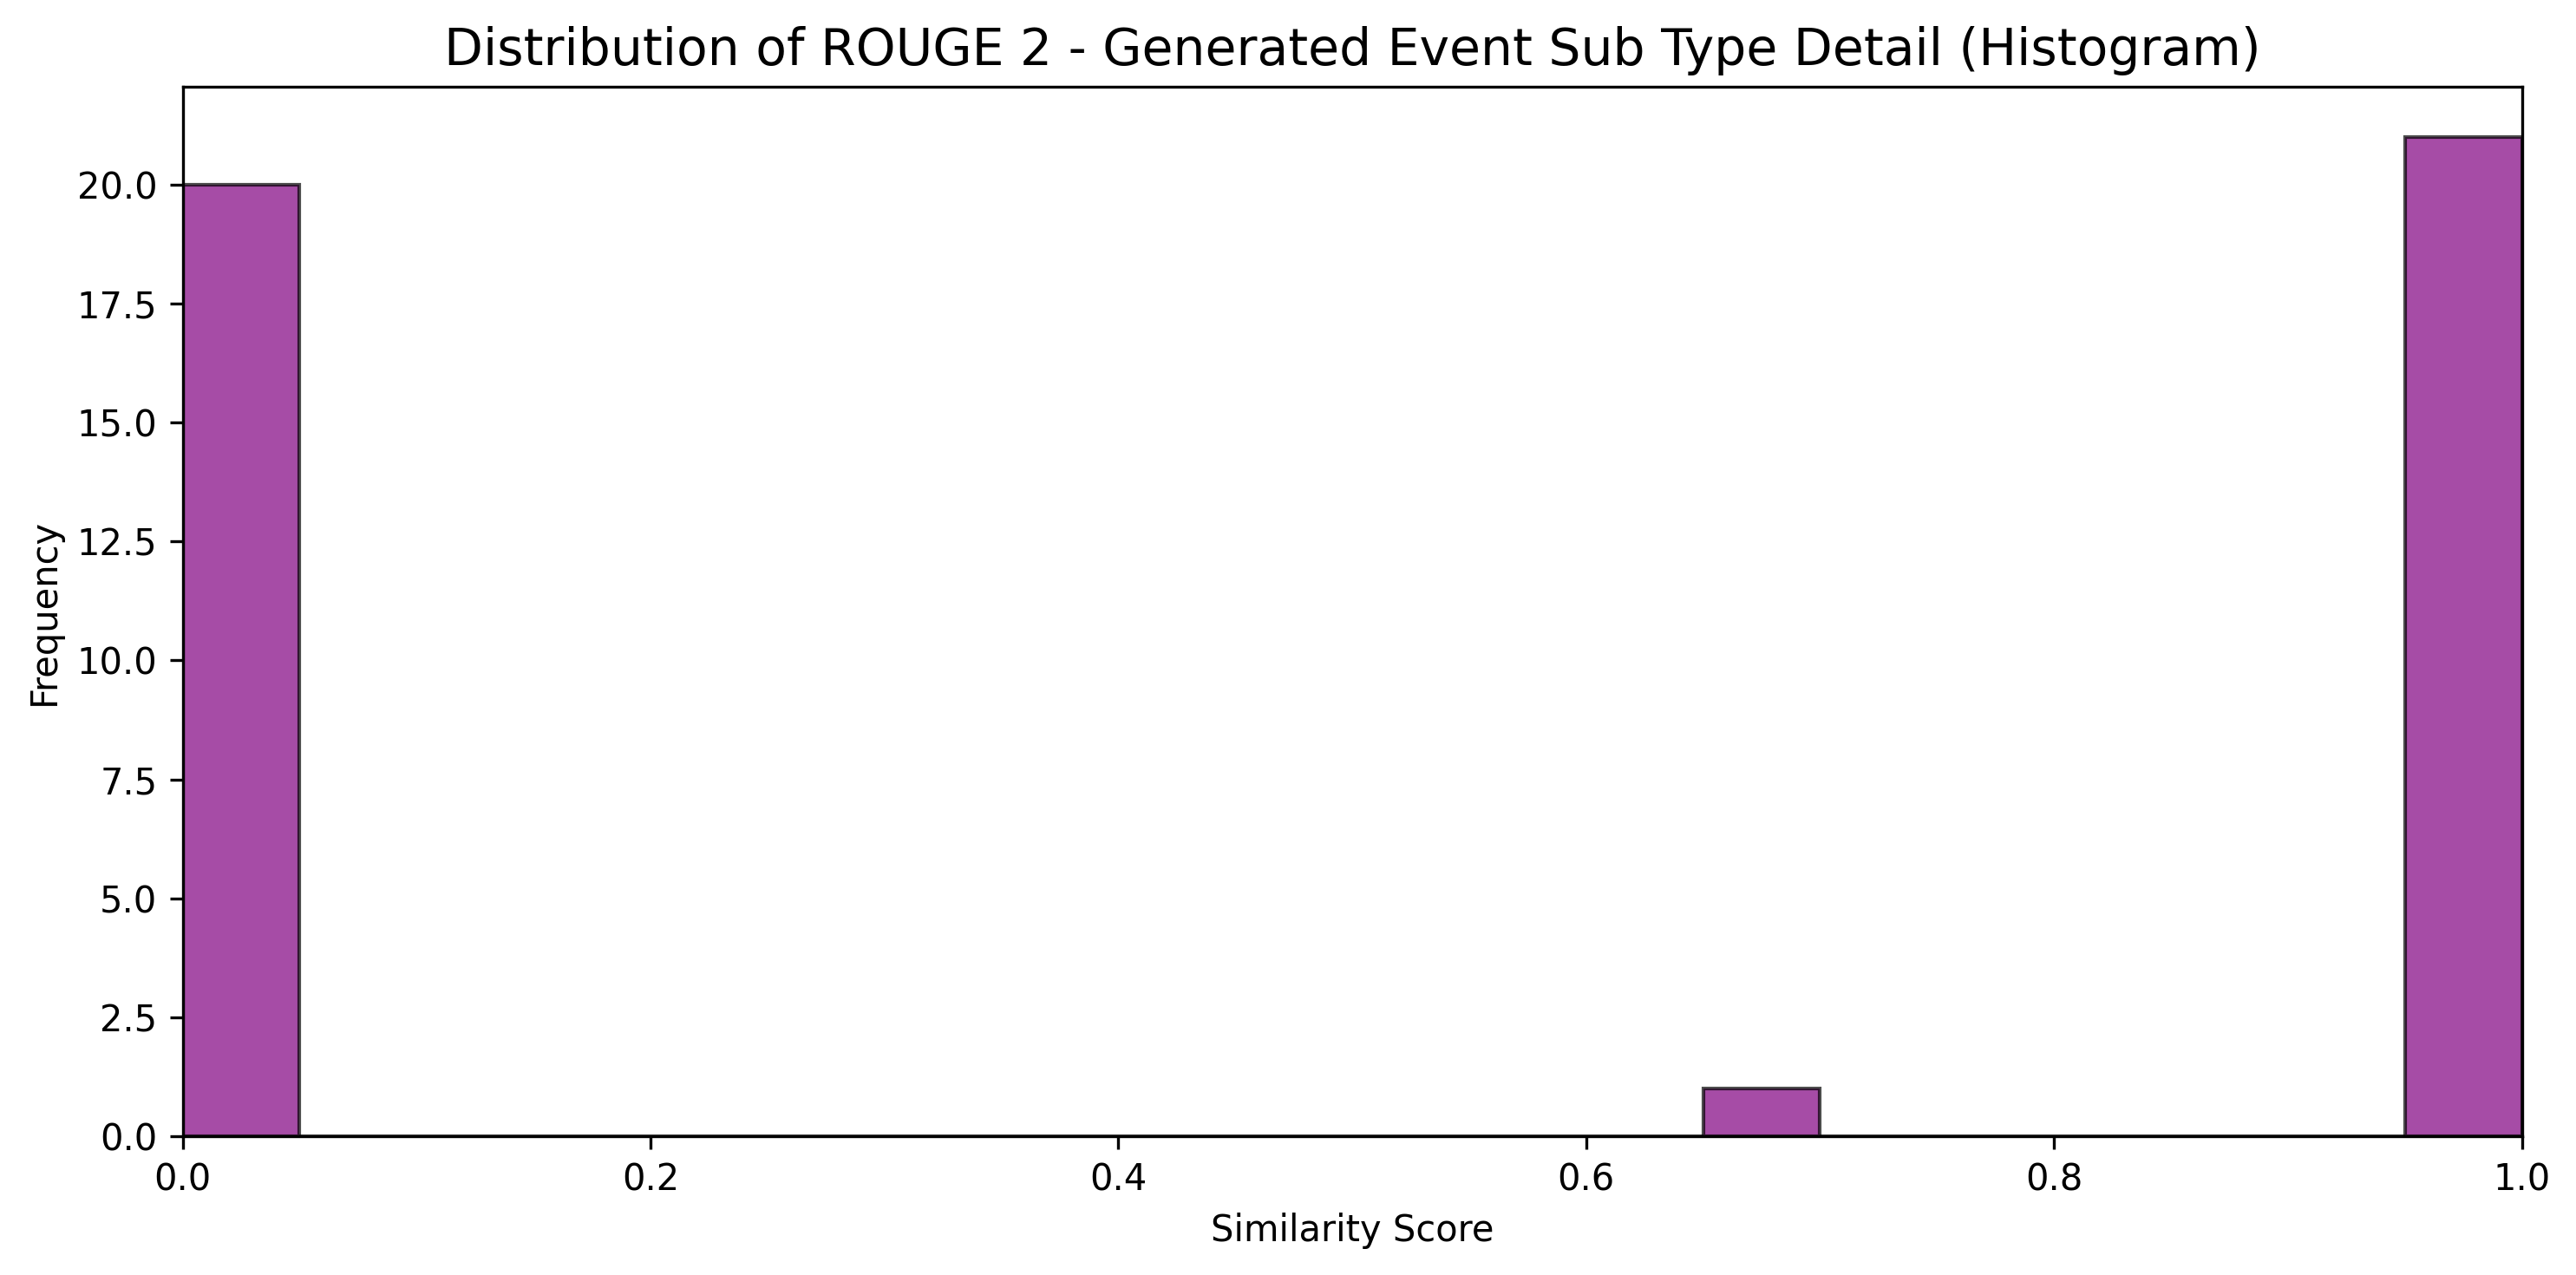 Distribution of ROUGE 2 - Generated Event Sub Type Detail (Histogram)
Frequency
20.0
17.5
15.0
12.5
10.0
7.5
5.0
2.5
0.0
0.0 0.2 0.4 0.6 0.8 1.0
Similarity Score